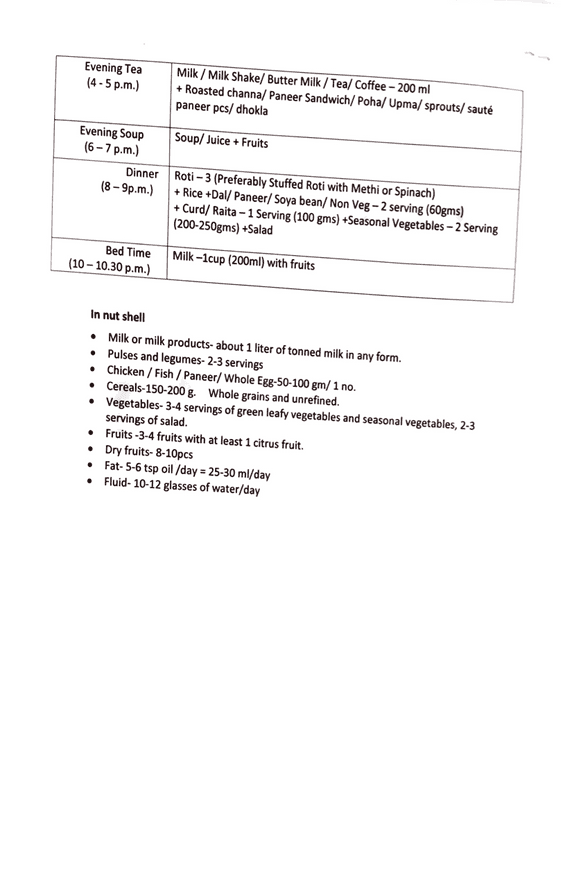 Evening Tea
(4 - 5 p.m.)
Milk / Milk Shake/ Butter Milk / Tea/ Coffee – 200 ml
+ Roasted channa/ Paneer Sandwich/ Poha/ Upma/ sprouts/ sauté
paneer pcs/ dhokla
Evening Soup
(6 – 7 p.m.)
Soup/ Juice + Fruits
Dinner
(8 – 9p.m.)
Roti – 3 (Preferably Stuffed Roti with Methi or Spinach)
+ Rice +Dal/ Paneer/ Soya bean/ Non Veg – 2 serving (60gms)
+ Curd/ Raita – 1 Serving (100 gms) +Seasonal Vegetables – 2 Serving
(200-250gms) +Salad
Bed Time
(10 – 10.30 p.m.)
Milk –1cup (200ml) with fruits
In nut shell
• Milk or milk products- about 1 liter of tonned milk in any form.
• Pulses and legumes- 2-3 servings
• Chicken / Fish / Paneer/ Whole Egg-50-100 gm/ 1 no.
• Cereals-150-200 g. Whole grains and unrefined.
• Vegetables- 3-4 servings of green leafy vegetables and seasonal vegetables, 2-3
servings of salad.
• Fruits -3-4 fruits with at least 1 citrus fruit.
• Dry fruits- 8-10pcs
• Fat- 5-6 tsp oil /day = 25-30 ml/day
• Fluid- 10-12 glasses of water/day